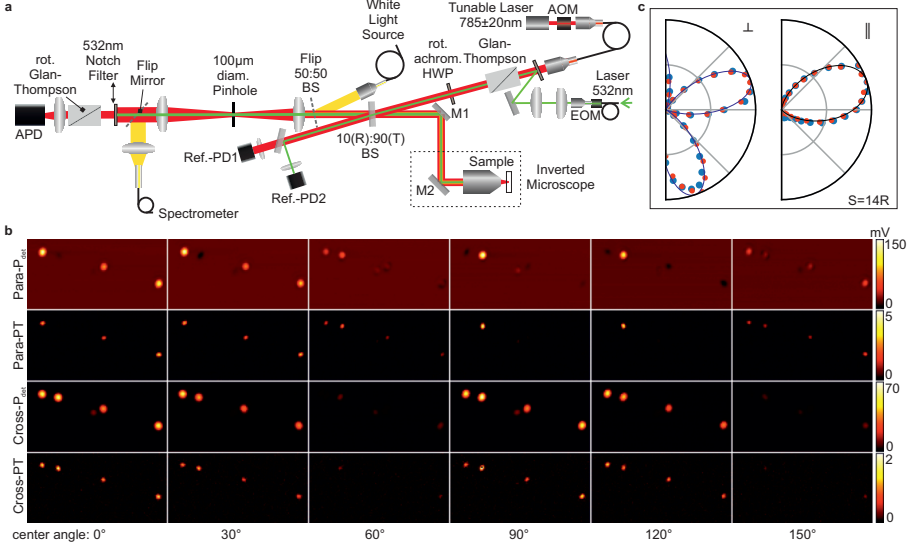 a
White
Light
Source
Tunable Laser
785±20nm
AOM
532nm
Notch
Filter
rot.
Glan-
Thompson
Flip
Mirror
100µm
diam.
Pinhole
Flip
50:50
BS
rot.
achrom.
HWP
Glan-
Thompson
Laser
532nm
EOM
APD
M1
10(R):90(T)
BS
Ref.-PD1
Ref.-PD2
M2
Sample
Inverted
Microscope
Spectrometer
c
⊥
||
S=14R
b
mV
Para-Pdet
150
0
Para-PT
5
0
Cross-Pdet
70
0
Cross-PT
2
0
center angle: 0° 30° 60° 90° 120° 150°